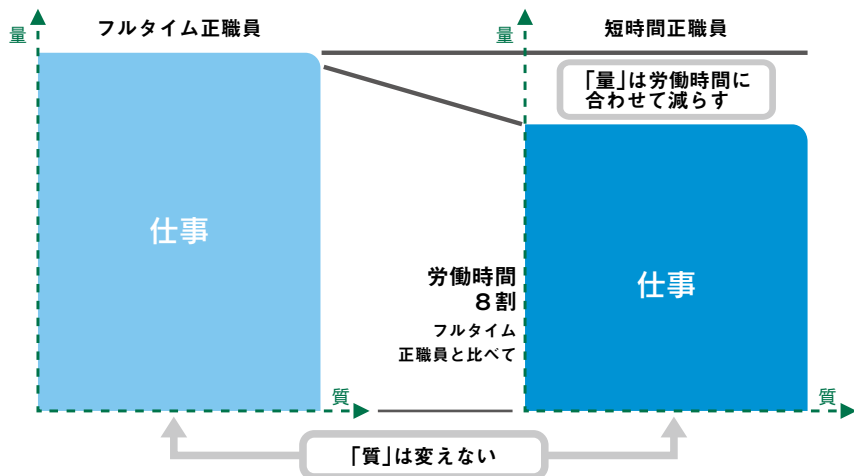 量
フルタイム正職員
仕事
質
量
短時間正職員
「量」は労働時間に
合わせて減らす
労働時間
8割
フルタイム
正職員と比べて
仕事
質
「質」は変えない